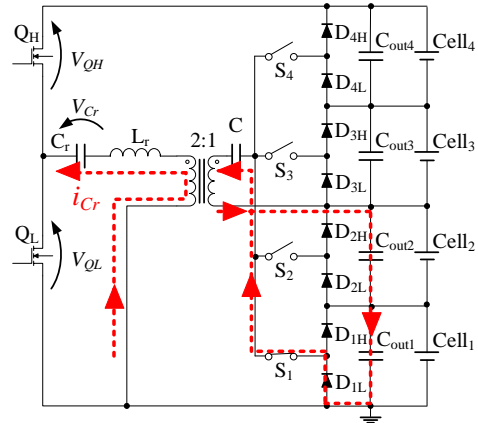 Q_H
V_QH
V_Cr
C_r
L_r
2:1
C
i_Cr
Q_L
V_QL
S_4
S_3
S_2
S_1
D_4H
D_4L
D_3H
D_3L
D_2H
D_2L
D_1H
D_1L
C_out4
C_out3
C_out2
C_out1
Cell_4
Cell_3
Cell_2
Cell_1